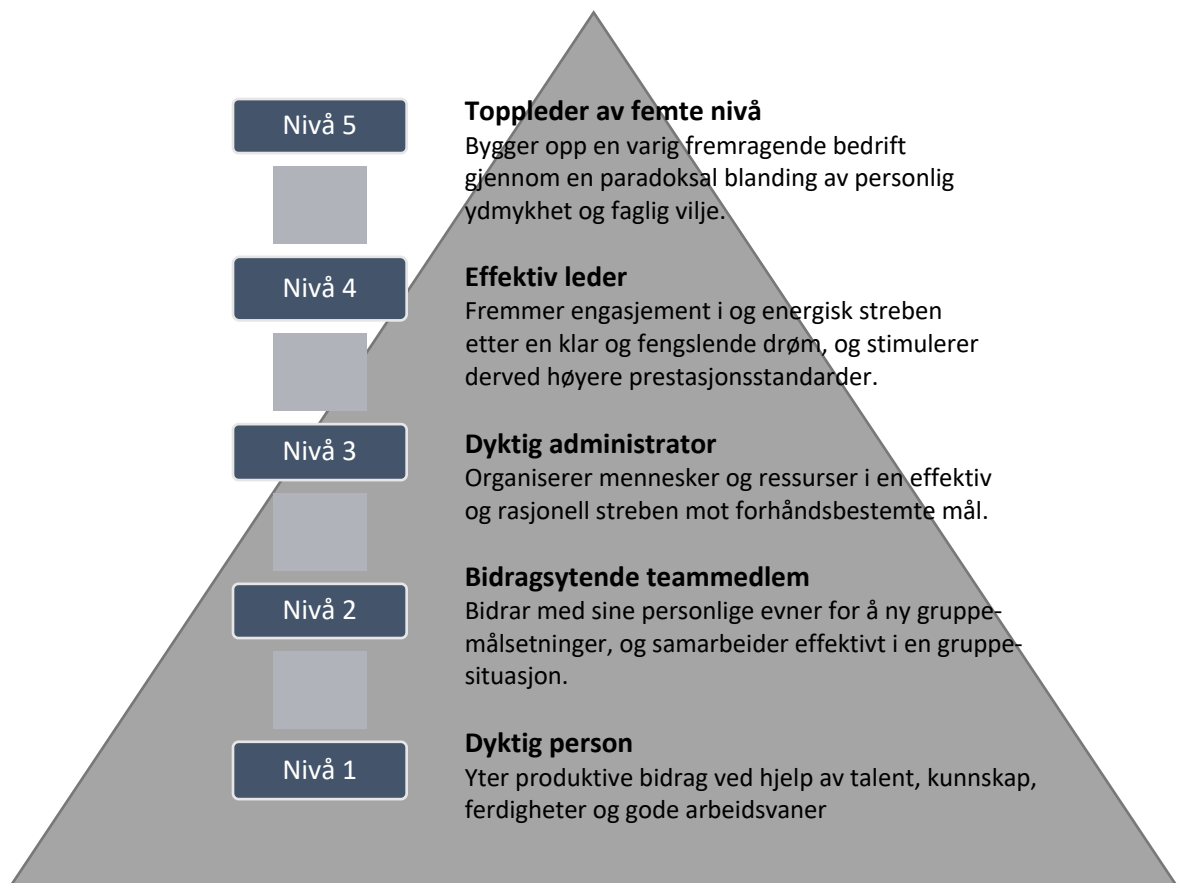 Nivå 5
Toppleder av femte nivå
Bygger opp en varig fremragende bedrift
gjennom en paradoksal blanding av personlig
ydmykhet og faglig vilje.
Nivå 4
Effektiv leder
Fremmer engasjement i og energisk streben
etter en klar og fengslende drøm, og stimulerer
derved høyere prestasjonsstandarder.
Nivå 3
Dyktig administrator
Organiserer mennesker og ressurser i en effektiv
og rasjonell streben mot forhåndsbestemte mål.
Nivå 2
Bidragsytende teammedlem
Bidrar med sine personlige evner for å ny gruppe-
målsetninger, og samarbeider effektivt i en gruppe-
situasjon.
Nivå 1
Dyktig person
Yter produktive bidrag ved hjelp av talent, kunnskap,
ferdigheter og gode arbeidsvaner